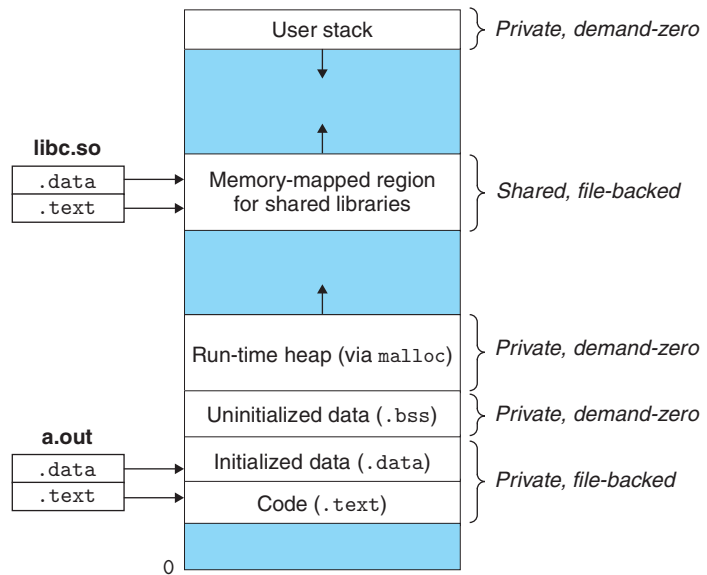 User stack
Private, demand-zero
libc.so
.data
.text
Memory-mapped region
for shared libraries
Shared, file-backed
Run-time heap (via malloc)
Private, demand-zero
Uninitialized data (.bss)
Private, demand-zero
a.out
.data
.text
Initialized data (.data)
Code (.text)
Private, file-backed
0